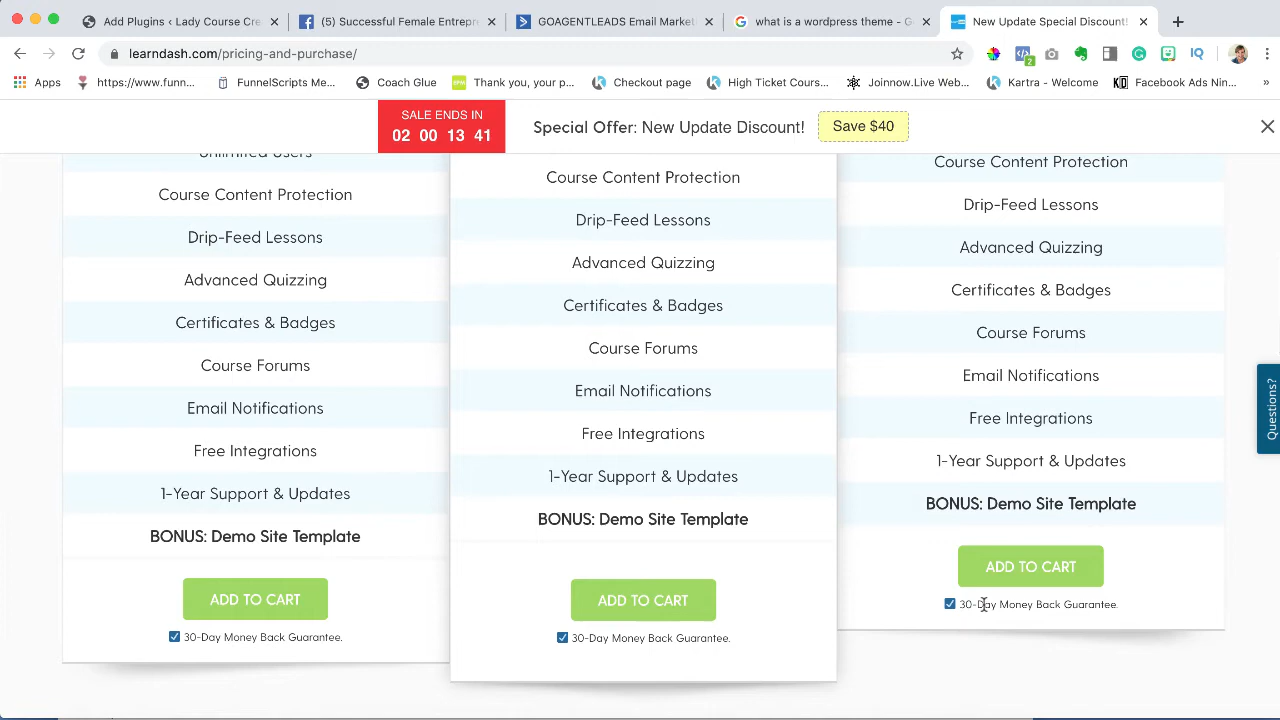 Add Plugins ‹ Lady Course Cre
(5) Successful Female Entrepr
GOAGENTLEADS Email Market
what is a wordpress theme - G
New Update Special Discount!
learndash.com/pricing-and-purchase/
2
Apps
https://www.funn...
FunnelScripts Me...
Coach Glue
Thank you, your p...
Checkout page
High Ticket Cours...
Joinnow.Live Web...
Kartra - Welcome
Facebook Ads Nin...
»
SALE ENDS IN
02 00 13 41
Special Offer: New Update Discount!
Save $40
Unlimited Users
Course Content Protection
Drip-Feed Lessons
Advanced Quizzing
Certificates & Badges
Course Forums
Email Notifications
Free Integrations
1-Year Support & Updates
BONUS: Demo Site Template
ADD TO CART
30-Day Money Back Guarantee.
Course Content Protection
Drip-Feed Lessons
Advanced Quizzing
Certificates & Badges
Course Forums
Email Notifications
Free Integrations
1-Year Support & Updates
BONUS: Demo Site Template
ADD TO CART
30-Day Money Back Guarantee.
Course Content Protection
Drip-Feed Lessons
Advanced Quizzing
Certificates & Badges
Course Forums
Email Notifications
Free Integrations
1-Year Support & Updates
BONUS: Demo Site Template
ADD TO CART
30-Day Money Back Guarantee.
Questions?